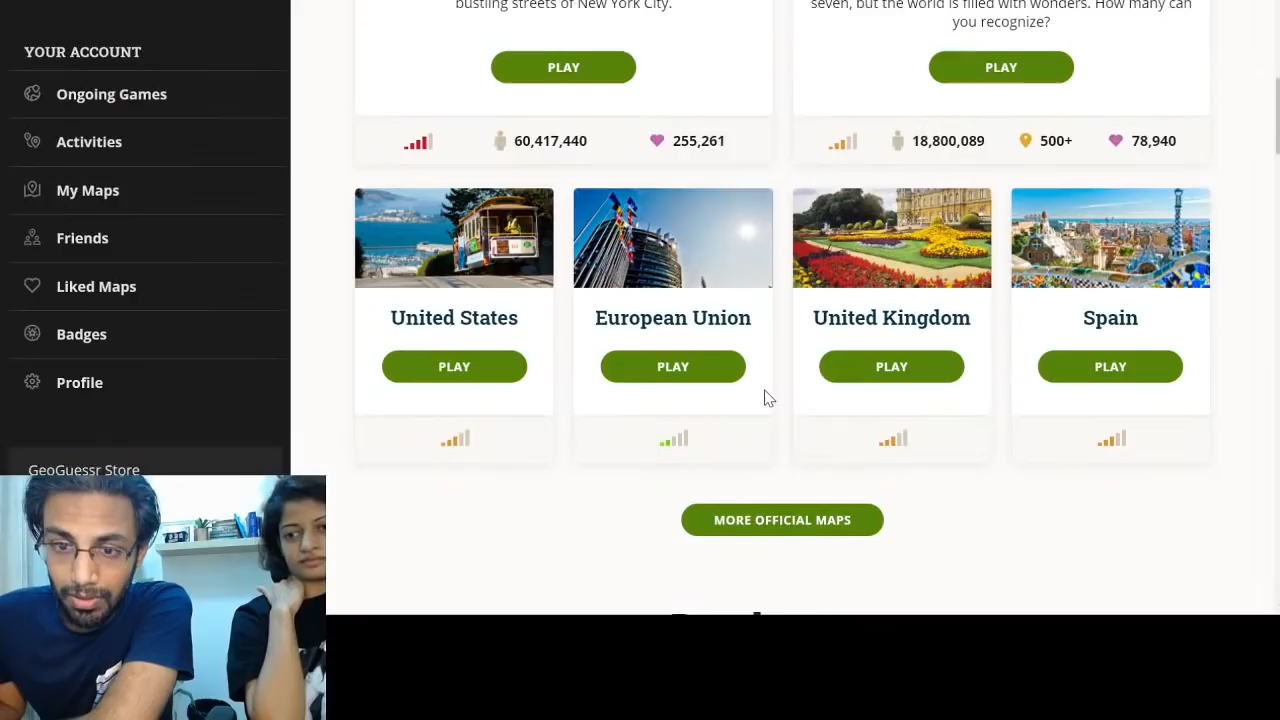 YOUR ACCOUNT
Ongoing Games
Activities
My Maps
Friends
Liked Maps
Badges
Profile
GeoGuessr Store
bustling streets of New York City.
PLAY
60,417,440
255,261
seven, but the world is filled with wonders. How many can
you recognize?
PLAY
18,800,089
500+
78,940
United States
PLAY
European Union
PLAY
United Kingdom
PLAY
Spain
PLAY
MORE OFFICIAL MAPS